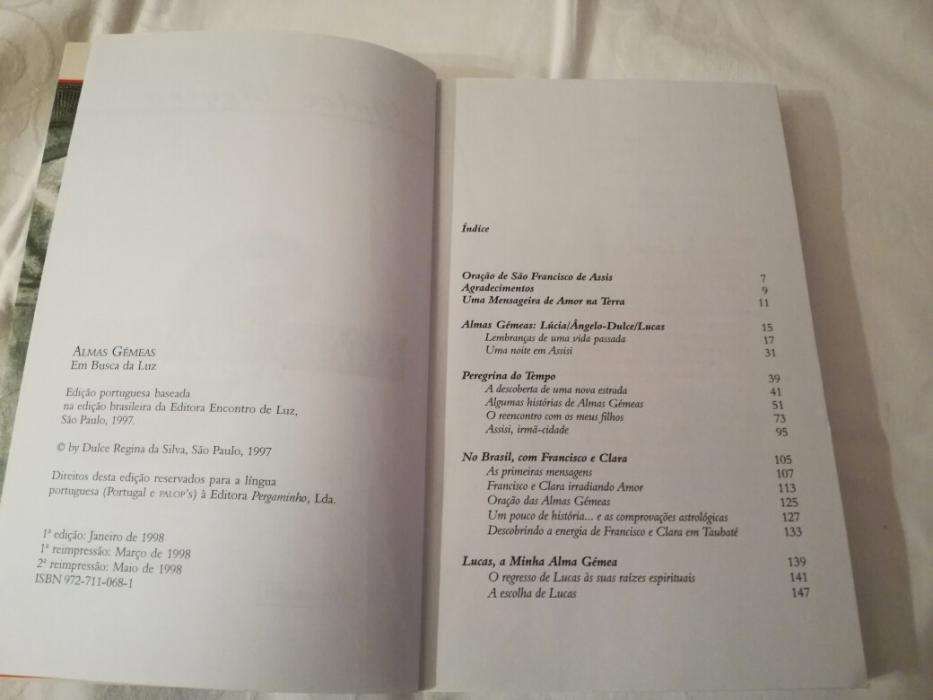 ALMAS GÉMEAS
Em Busca da Luz
Edição portuguesa baseada
na edição brasileira da Editora Encontro de Luz,
São Paulo, 1997.
© by Dulce Regina da Silva, São Paulo, 1997
Direitos desta edição reservados para a língua
portuguesa (Portugal e PALOP's) à Editora Pergaminho, Lda.
1ª edição: Janeiro de 1998
1ª reimpressão: Março de 1998
2ª reimpressão: Maio de 1998
ISBN 972-711-068-1
Índice
Oração de São Francisco de Assis 7
Agradecimentos 9
Uma Mensageira de Amor na Terra 11
Almas Gémeas: Lúcia/Ângelo-Dulce/Lucas 15
Lembranças de uma vida passada 17
Uma noite em Assisi 31
Peregrina do Tempo 39
A descoberta de uma nova estrada 41
Algumas histórias de Almas Gémeas 51
O reencontro com os meus filhos 73
Assisi, irmã-cidade 95
No Brasil, com Francisco e Clara 105
As primeiras mensagens 107
Francisco e Clara irradiando Amor 113
Oração das Almas Gémeas 125
Um pouco de história... e as comprovações astrológicas 127
Descobrindo a energia de Francisco e Clara em Taubaté 133
Lucas, a Minha Alma Gémea 139
O regresso de Lucas às suas raízes espirituais 141
A escolha de Lucas 147